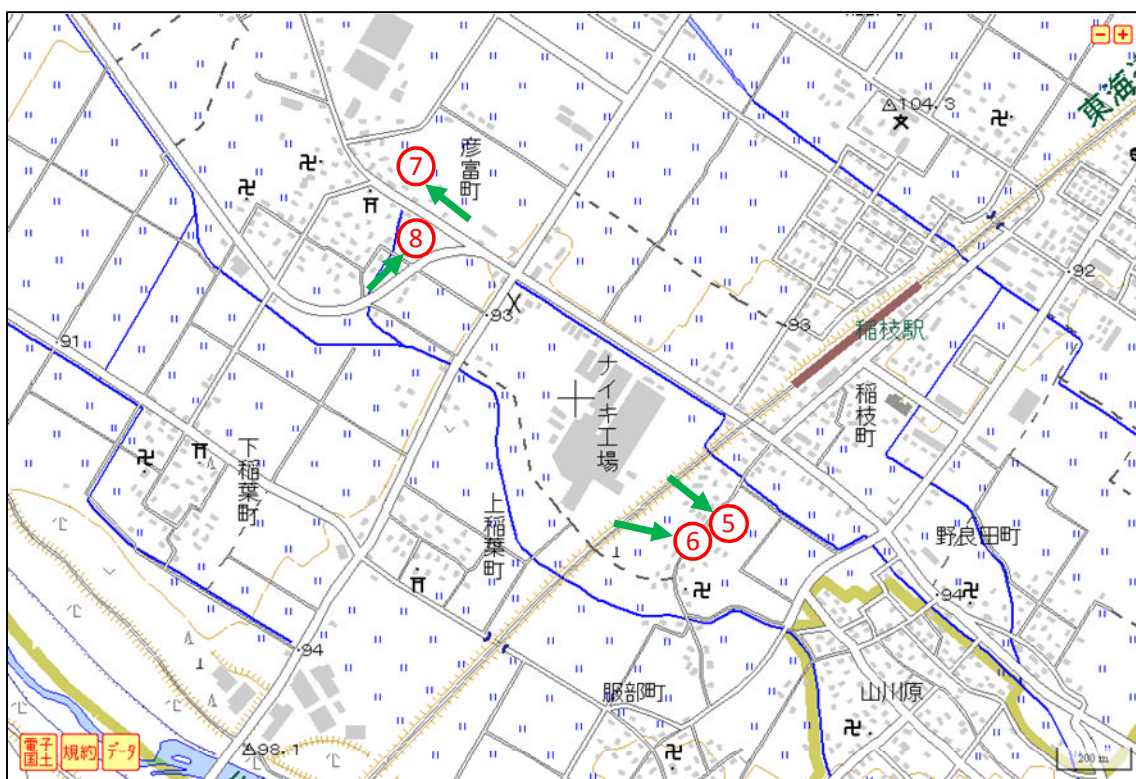 △104.3
東海
7
彦富町
8
92
93
93
稲枝駅
91
ナイキ工場
稲枝町
下稲葉町
上稲葉町
5
6
野良田町
94
94
服部町
山川原
△98.1
電子国土
規約
データ
200 m